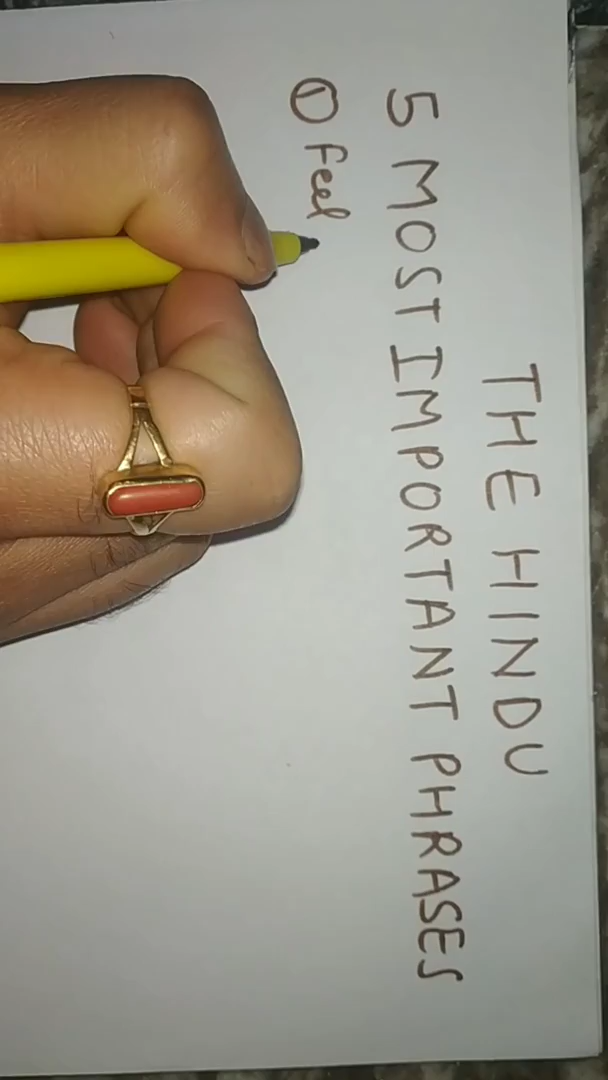 THE HINDU
5 MOST IMPORTANT PHRASES
① feel